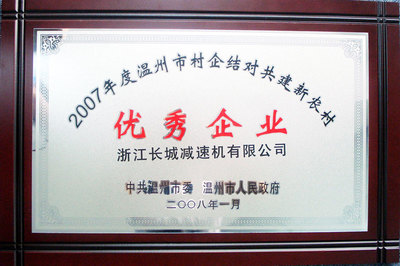 2007年度温州市村企结对共建新农村
优秀企业
浙江长城减速机有限公司
中共温州市委 温州市人民政府
二〇〇八年一月